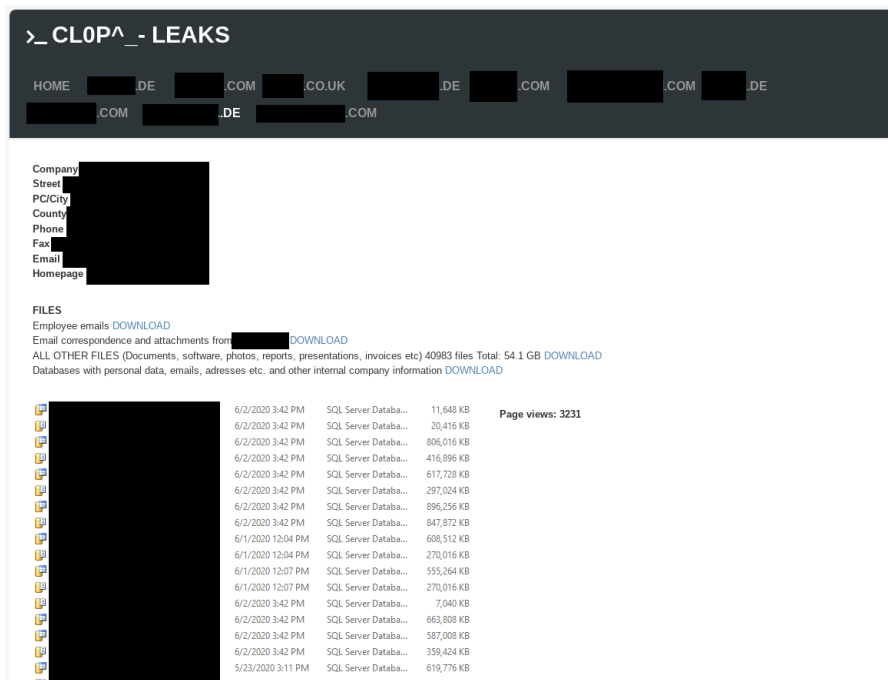 >_ CL0P^_- LEAKS
HOME .DE .COM .CO.UK .DE .COM .COM .DE
.COM .DE .COM
Company
Street
PC/City
County
Phone
Fax
Email
Homepage
FILES
Employee emails DOWNLOAD
Email correspondence and attachments from DOWNLOAD
ALL OTHER FILES (Documents, software, photos, reports, presentations, invoices etc) 40983 files Total: 54.1 GB DOWNLOAD
Databases with personal data, emails, adresses etc. and other internal company information DOWNLOAD
6/2/2020 3:42 PM SQL Server Databa... 11,648 KB
Page views: 3231
6/2/2020 3:42 PM SQL Server Databa... 20,416 KB
6/2/2020 3:42 PM SQL Server Databa... 806,016 KB
6/2/2020 3:42 PM SQL Server Databa... 416,896 KB
6/2/2020 3:42 PM SQL Server Databa... 617,728 KB
6/2/2020 3:42 PM SQL Server Databa... 297,024 KB
6/2/2020 3:42 PM SQL Server Databa... 896,256 KB
6/2/2020 3:42 PM SQL Server Databa... 847,872 KB
6/1/2020 12:04 PM SQL Server Databa... 608,512 KB
6/1/2020 12:04 PM SQL Server Databa... 270,016 KB
6/1/2020 12:07 PM SQL Server Databa... 555,264 KB
6/1/2020 12:07 PM SQL Server Databa... 270,016 KB
6/2/2020 3:42 PM SQL Server Databa... 7,040 KB
6/2/2020 3:42 PM SQL Server Databa... 663,808 KB
6/2/2020 3:42 PM SQL Server Databa... 587,008 KB
6/2/2020 3:42 PM SQL Server Databa... 359,424 KB
5/23/2020 3:11 PM SQL Server Databa... 619,776 KB